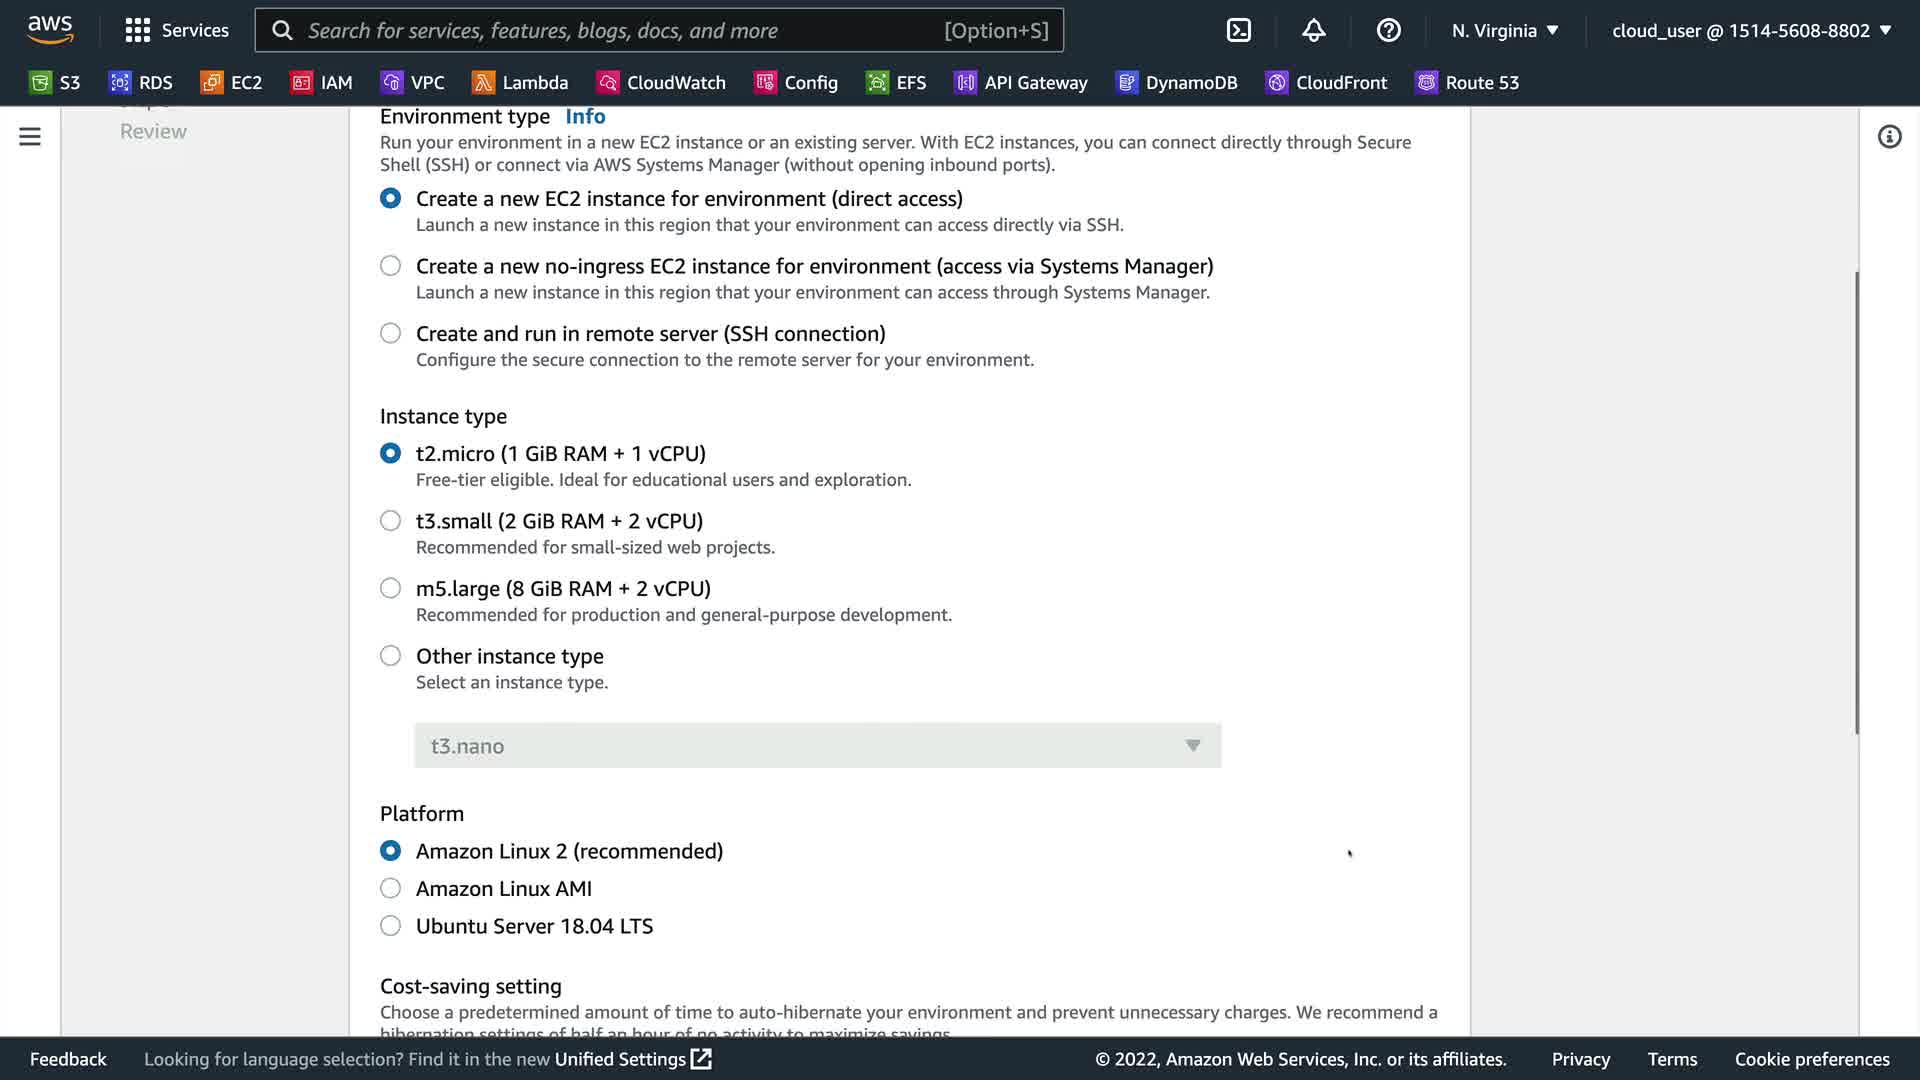 aws
Services
Search for services, features, blogs, docs, and more [Option+S]
N. Virginia
cloud_user @ 1514-5608-8802
S3 RDS EC2 IAM VPC Lambda CloudWatch Config EFS API Gateway DynamoDB CloudFront Route 53
Review
Environment type Info
Run your environment in a new EC2 instance or an existing server. With EC2 instances, you can connect directly through Secure
Shell (SSH) or connect via AWS Systems Manager (without opening inbound ports).
Create a new EC2 instance for environment (direct access)
Launch a new instance in this region that your environment can access directly via SSH.
Create a new no-ingress EC2 instance for environment (access via Systems Manager)
Launch a new instance in this region that your environment can access through Systems Manager.
Create and run in remote server (SSH connection)
Configure the secure connection to the remote server for your environment.
Instance type
t2.micro (1 GiB RAM + 1 vCPU)
Free-tier eligible. Ideal for educational users and exploration.
t3.small (2 GiB RAM + 2 vCPU)
Recommended for small-sized web projects.
m5.large (8 GiB RAM + 2 vCPU)
Recommended for production and general-purpose development.
Other instance type
Select an instance type.
t3.nano
Platform
Amazon Linux 2 (recommended)
Amazon Linux AMI
Ubuntu Server 18.04 LTS
Cost-saving setting
Choose a predetermined amount of time to auto-hibernate your environment and prevent unnecessary charges. We recommend a
hibernation settings of half an hour of no activity to maximize savings.
Feedback Looking for language selection? Find it in the new Unified Settings
© 2022, Amazon Web Services, Inc. or its affiliates. Privacy Terms Cookie preferences